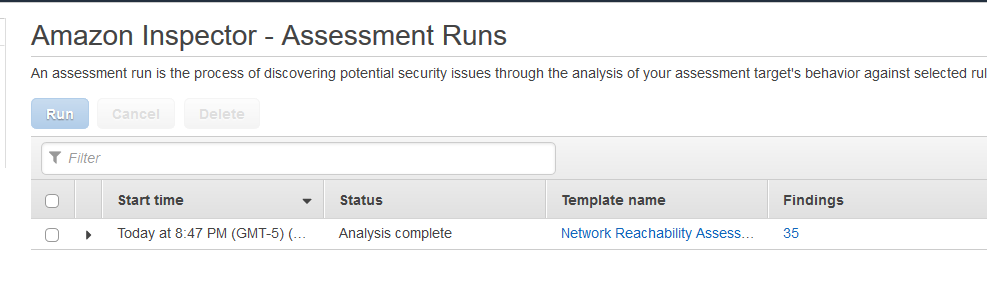 Amazon Inspector - Assessment Runs
An assessment run is the process of discovering potential security issues through the analysis of your assessment target's behavior against selected rul
Run Cancel Delete
Filter
Start time Status Template name Findings
Today at 8:47 PM (GMT-5) (... Analysis complete Network Reachability Assess... 35